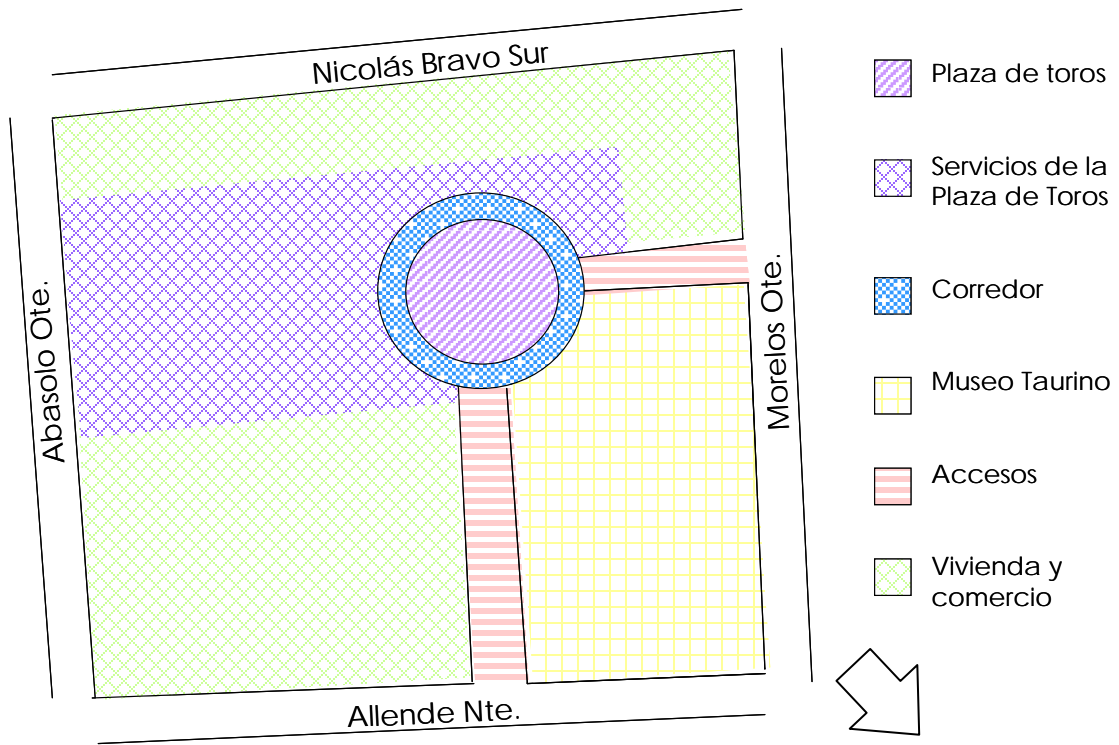 Nicolás Bravo Sur
Abasolo Ote.
Morelos Ote.
Allende Nte.
Plaza de toros
Servicios de la
Plaza de Toros
Corredor
Museo Taurino
Accesos
Vivienda y
comercio